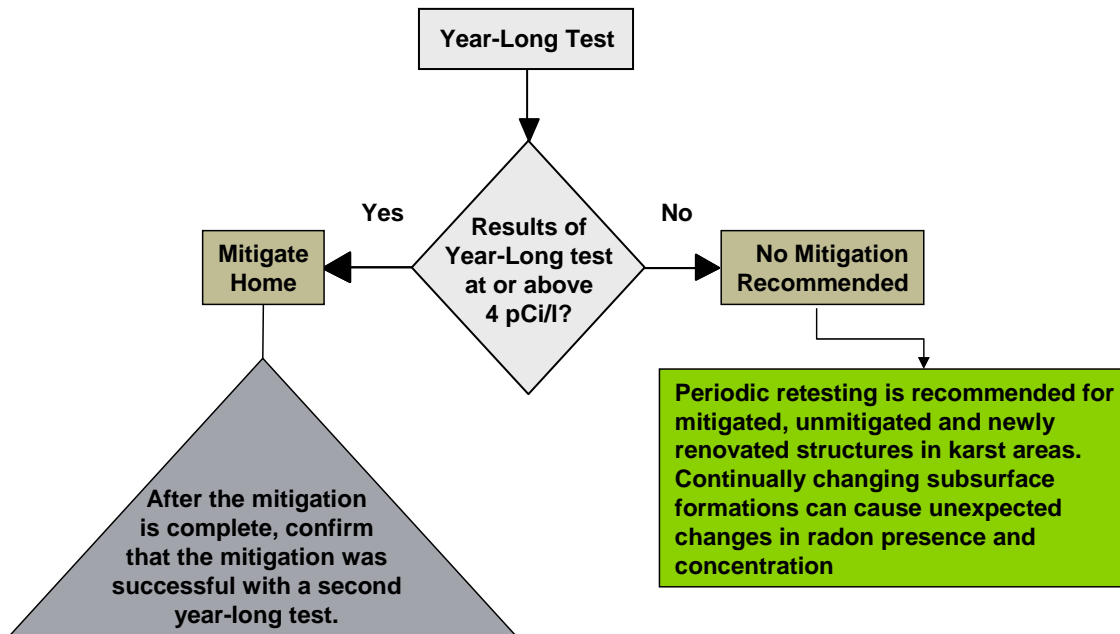 Year-Long Test
Yes
No
Results of
Year-Long test
at or above
4 pCi/l?
Mitigate
Home
No Mitigation
Recommended
After the mitigation
is complete, confirm
that the mitigation was
successful with a second
year-long test.
Periodic retesting is recommended for
mitigated, unmitigated and newly
renovated structures in karst areas.
Continually changing subsurface
formations can cause unexpected
changes in radon presence and
concentration